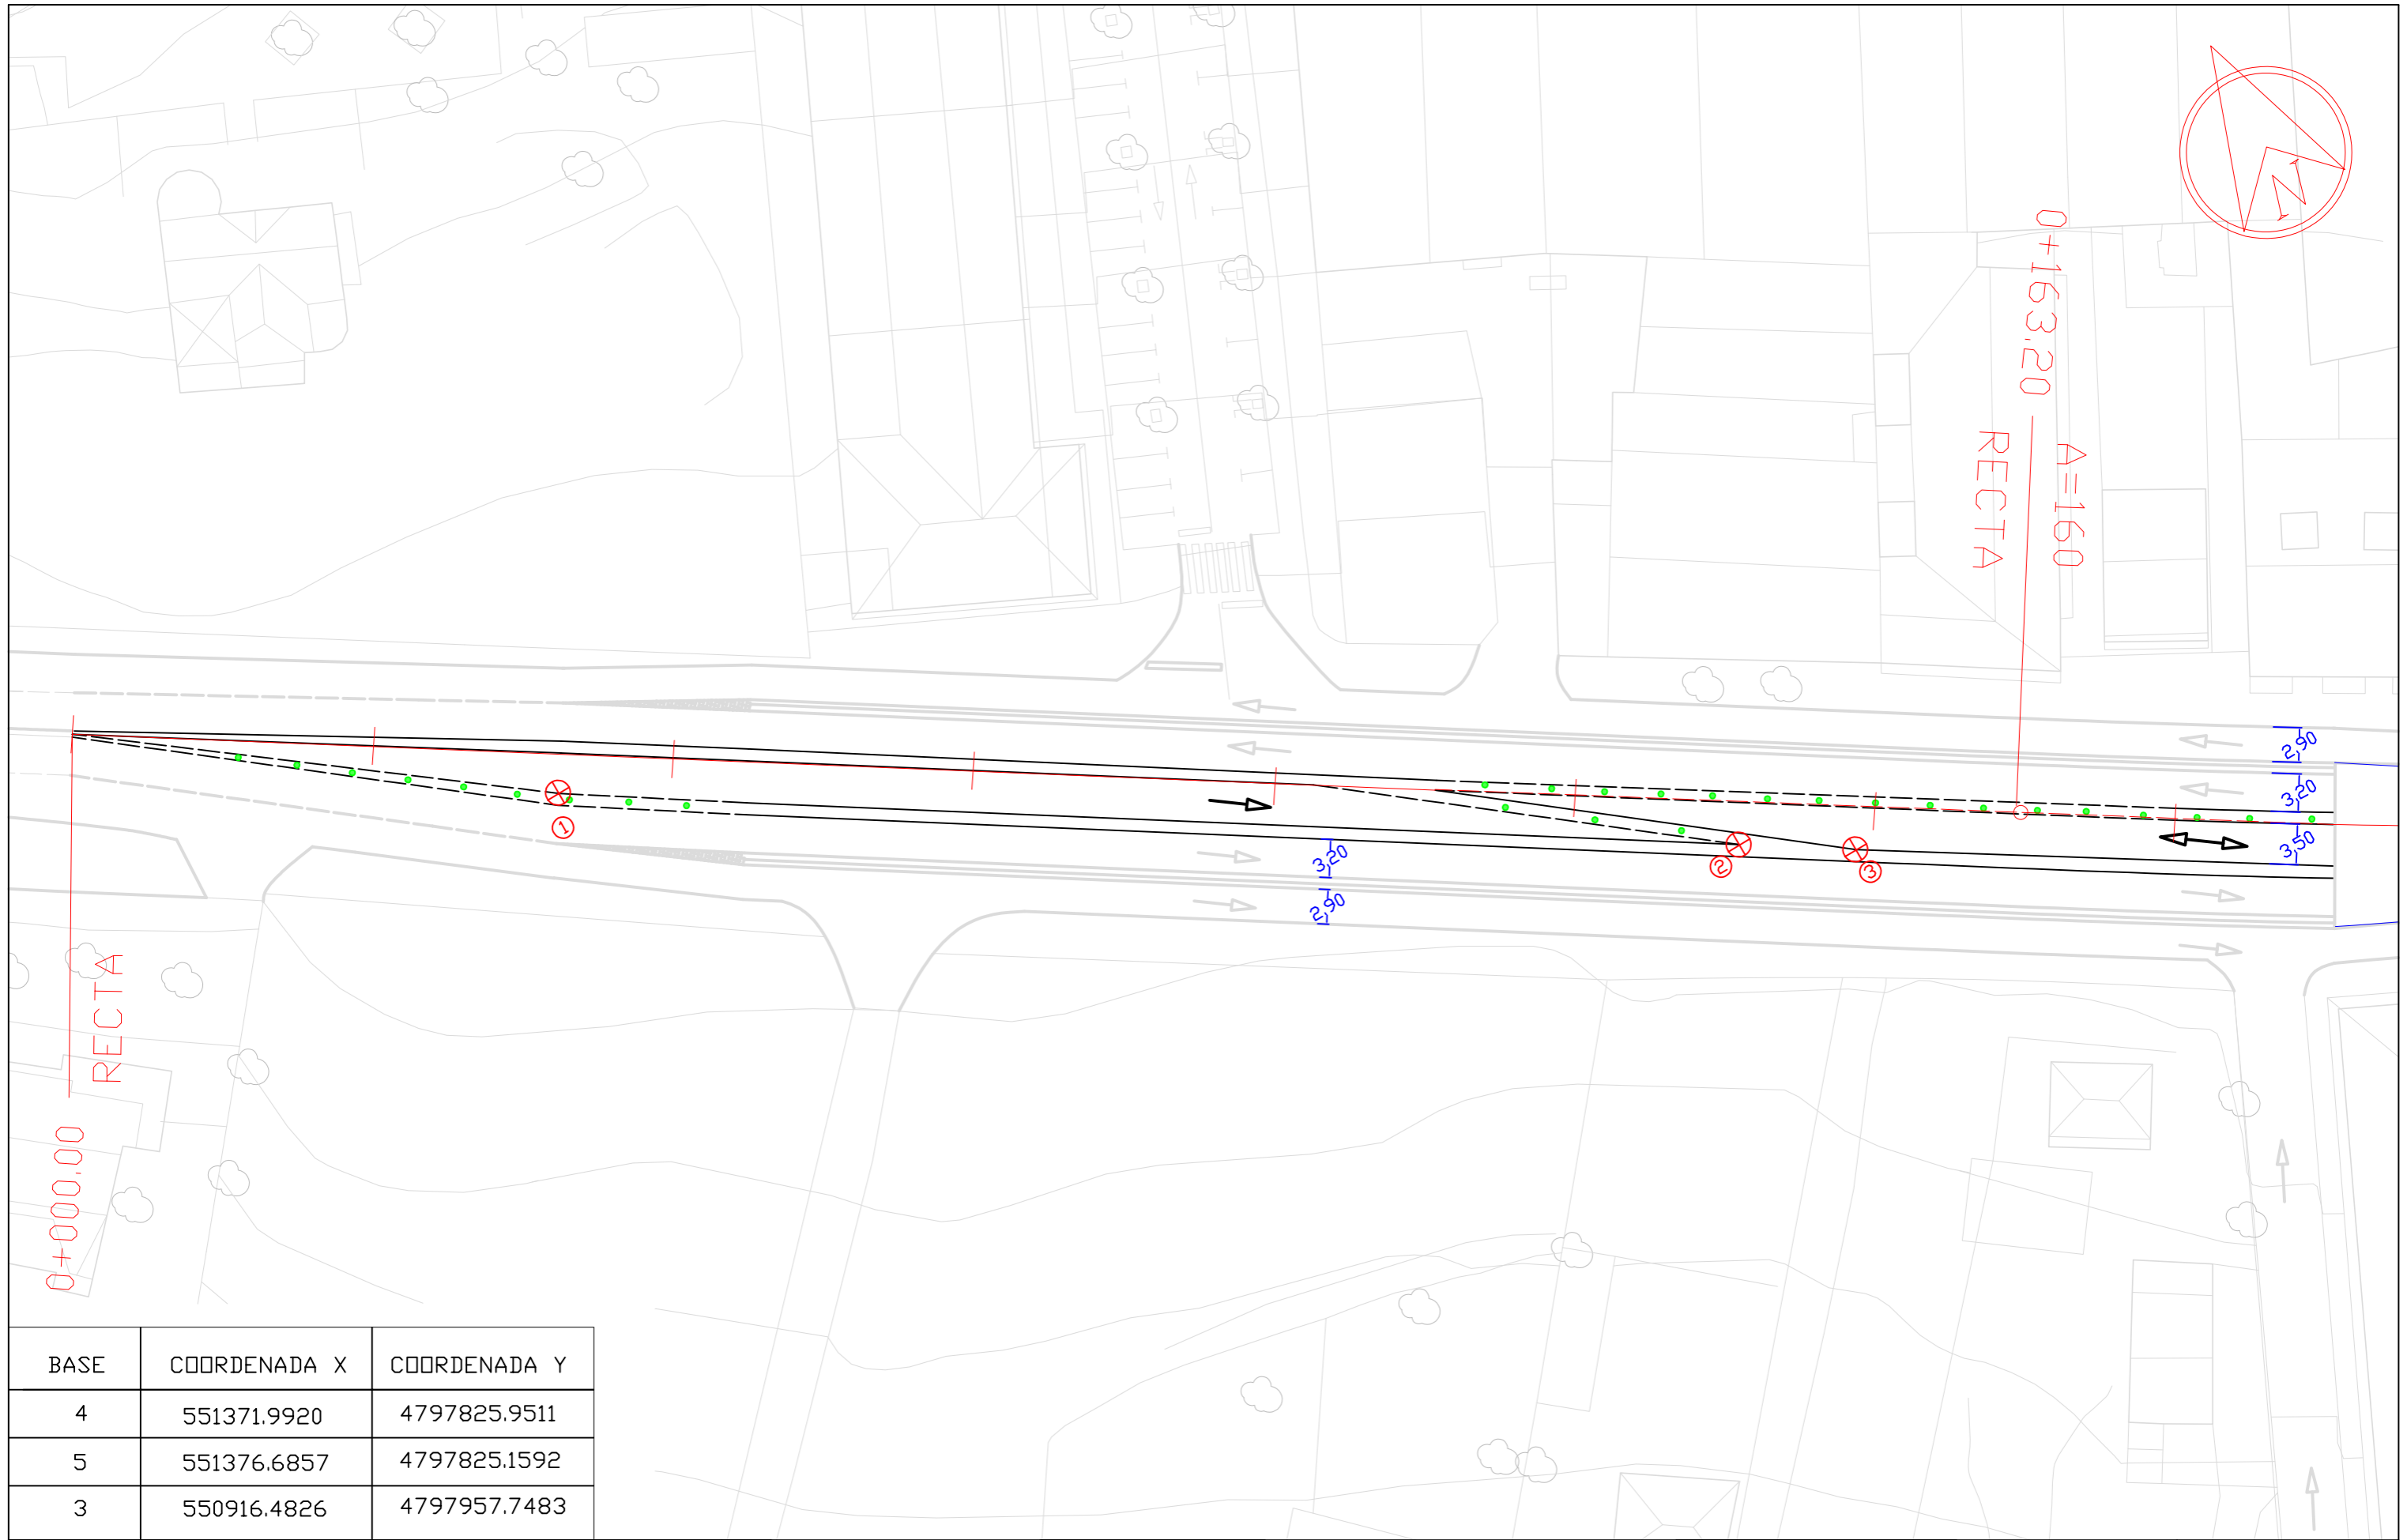 N
0+163.20
A=160
RECTA
2,90
3,20
3,50
3,20
2,90
1
2
3
RECTA
0+000.00
BASE COORDENADA X COORDENADA Y
4 551371.9920 4797825.9511
5 551376.6857 4797825.1592
3 550916.4826 4797957.7483